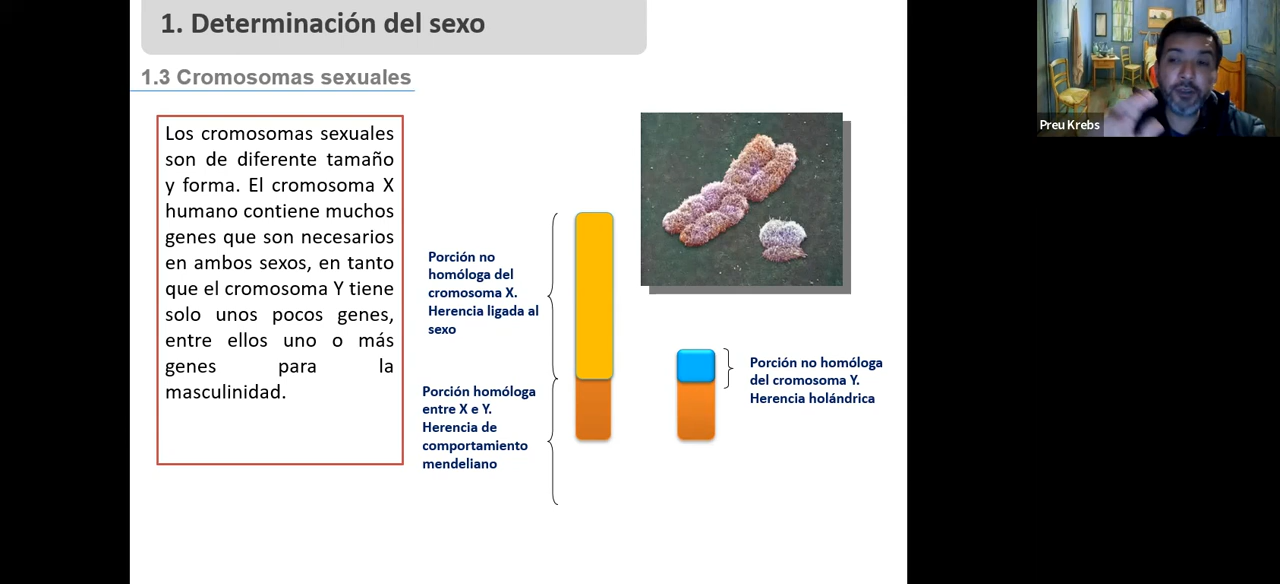 1. Determinación del sexo
1.3 Cromosomas sexuales
Los cromosomas sexuales
son de diferente tamaño
y forma. El cromosoma X
humano contiene muchos
genes que son necesarios
en ambos sexos, en tanto
que el cromosoma Y tiene
solo unos pocos genes,
entre ellos uno o más
genes para la
masculinidad.
Porción no
homóloga del
cromosoma X.
Herencia ligada al
sexo
Porción homóloga
entre X e Y.
Herencia de
comportamiento
mendeliano
Porción no homóloga
del cromosoma Y.
Herencia holándrica
Preu Krebs